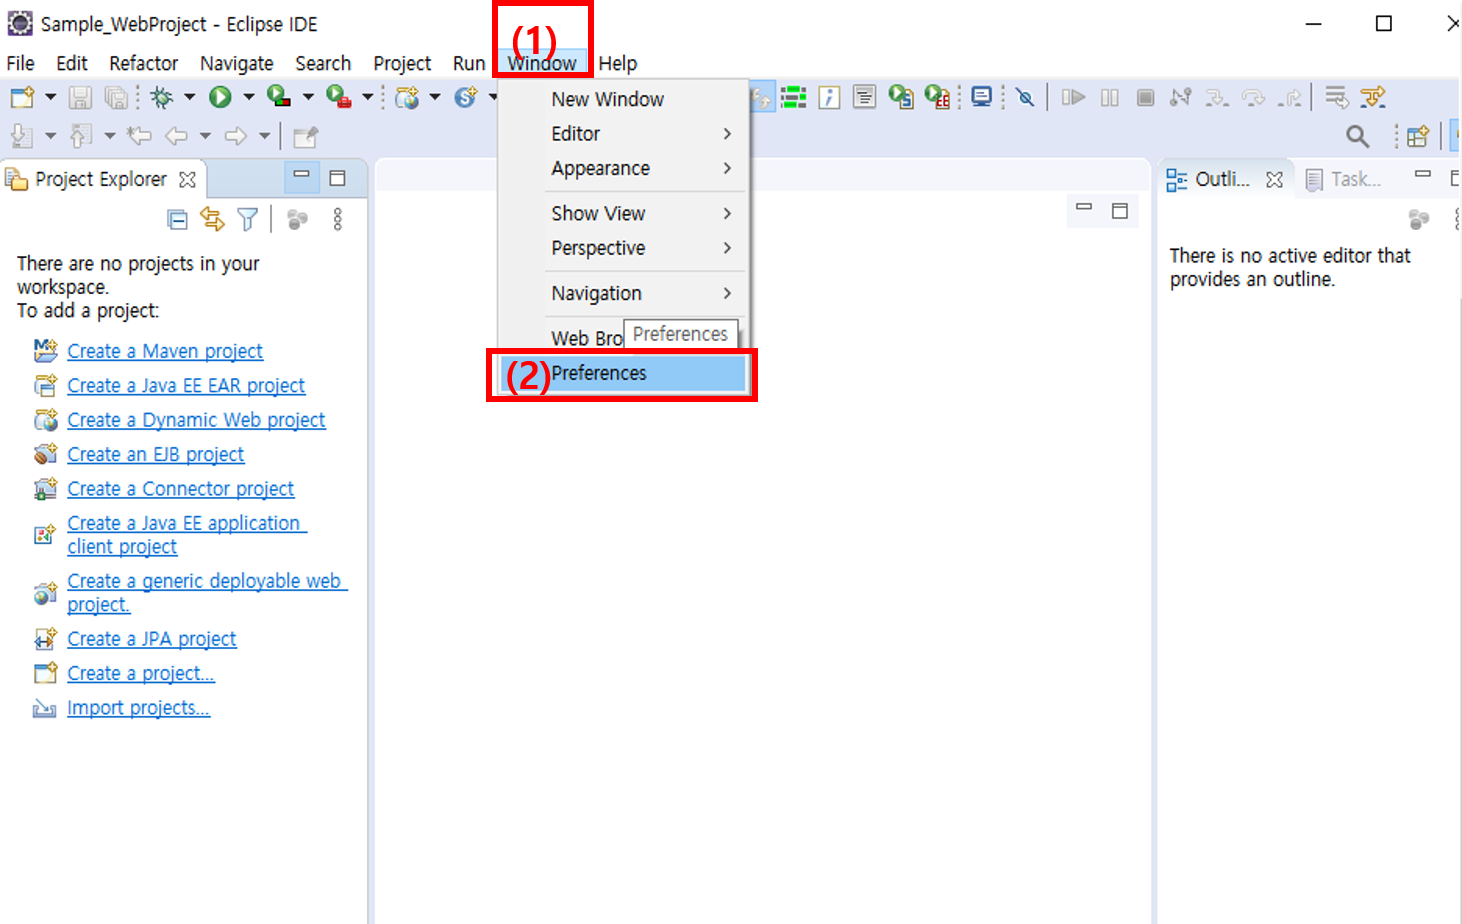 Sample_WebProject - Eclipse IDE
(1)
File Edit Refactor Navigate Search Project Run Window Help
New Window
Editor
Appearance
Show View
Perspective
Navigation
Web Bro
Preferences
(2) Preferences
Project Explorer
There are no projects in your
workspace.
To add a project:
Create a Maven project
Create a Java EE EAR project
Create a Dynamic Web project
Create an EJB project
Create a Connector project
Create a Java EE application
client project
Create a generic deployable web
project.
Create a JPA project
Create a project...
Import projects...
Outli...
Task...
There is no active editor that
provides an outline.